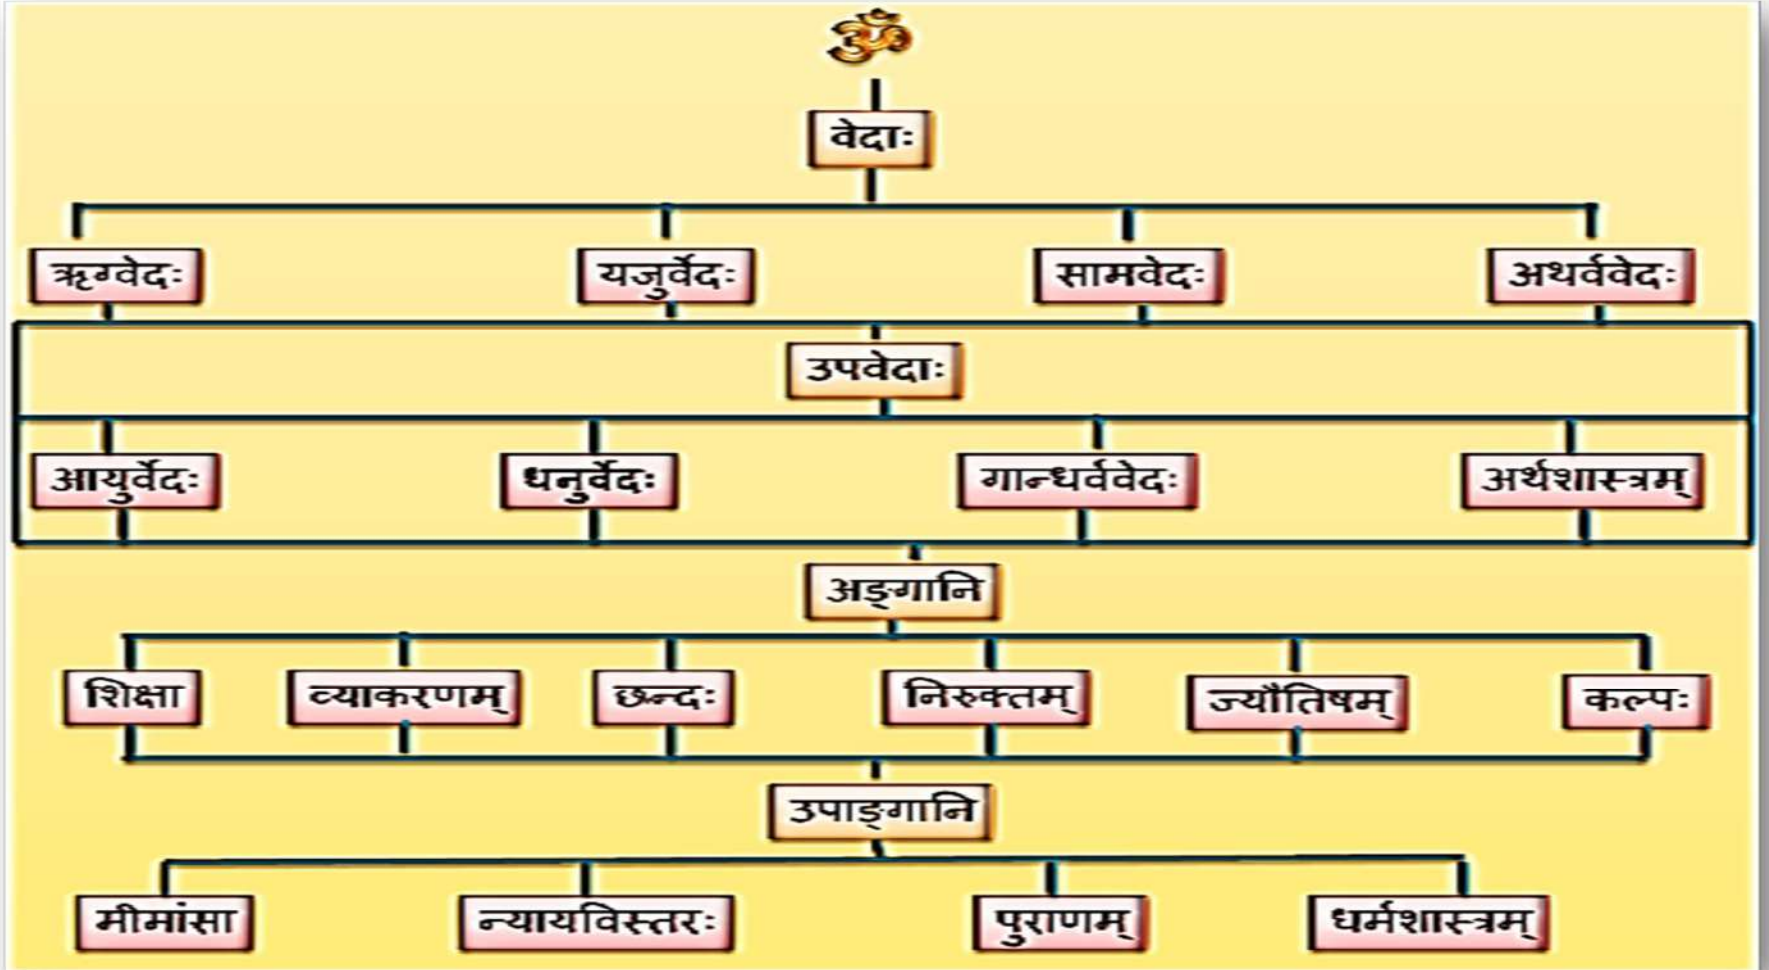 ॐ
वेदाः
ऋग्वेदः यजुर्वेदः सामवेदः अथर्ववेदः
उपवेदाः
आयुर्वेदः धनुर्वेदः गान्धर्ववेदः अर्थशास्त्रम्
अङ्गानि
शिक्षा व्याकरणम् छन्दः निरुक्तम् ज्यौतिषम् कल्पः
उपाङ्गानि
मीमांसा न्यायविस्तरः पुराणम् धर्मशास्त्रम्